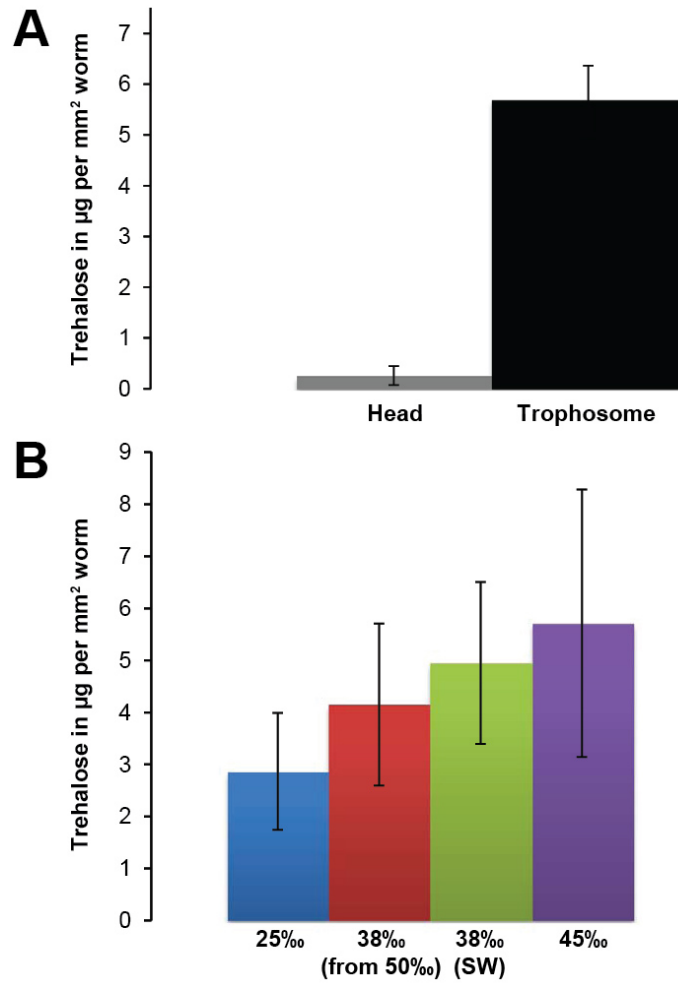 A
Trehalose in µg per mm² worm
7
6
5
4
3
2
1
0
Head Trophosome
B
Trehalose in µg per mm² worm
9
8
7
6
5
4
3
2
1
0
25‰ 38‰ 38‰ 45‰
(from 50‰) (SW)